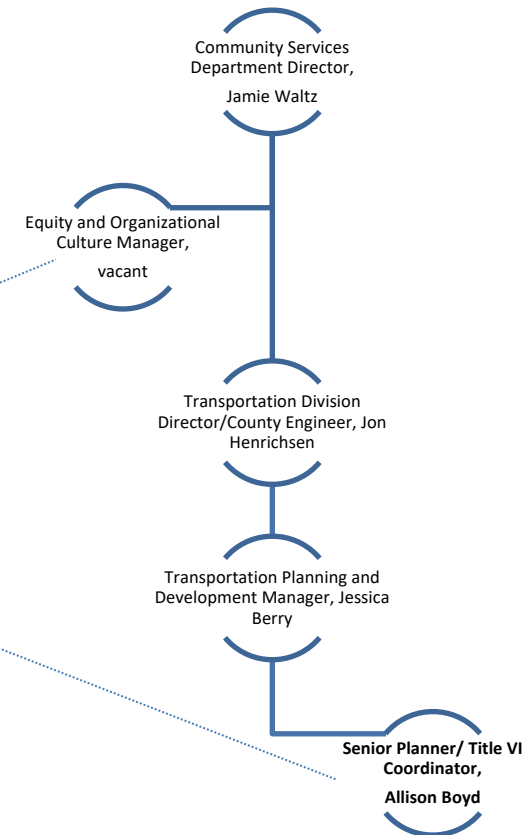 Community Services
Department Director,
Jamie Waltz
Equity and Organizational
Culture Manager,
vacant
Transportation Division
Director/County Engineer, Jon
Henrichsen
Transportation Planning and
Development Manager, Jessica
Berry
Senior Planner/ Title VI
Coordinator,
Allison Boyd